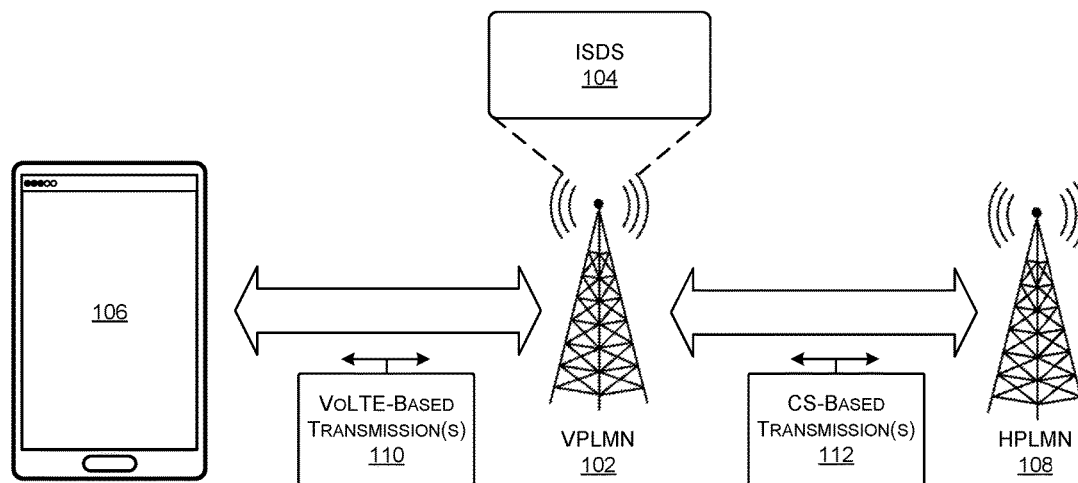 ISDS
104
106
VOLTE-BASED
TRANSMISSION(S)
110
VPLMN
102
CS-BASED
TRANSMISSION(S)
112
HPLMN
108